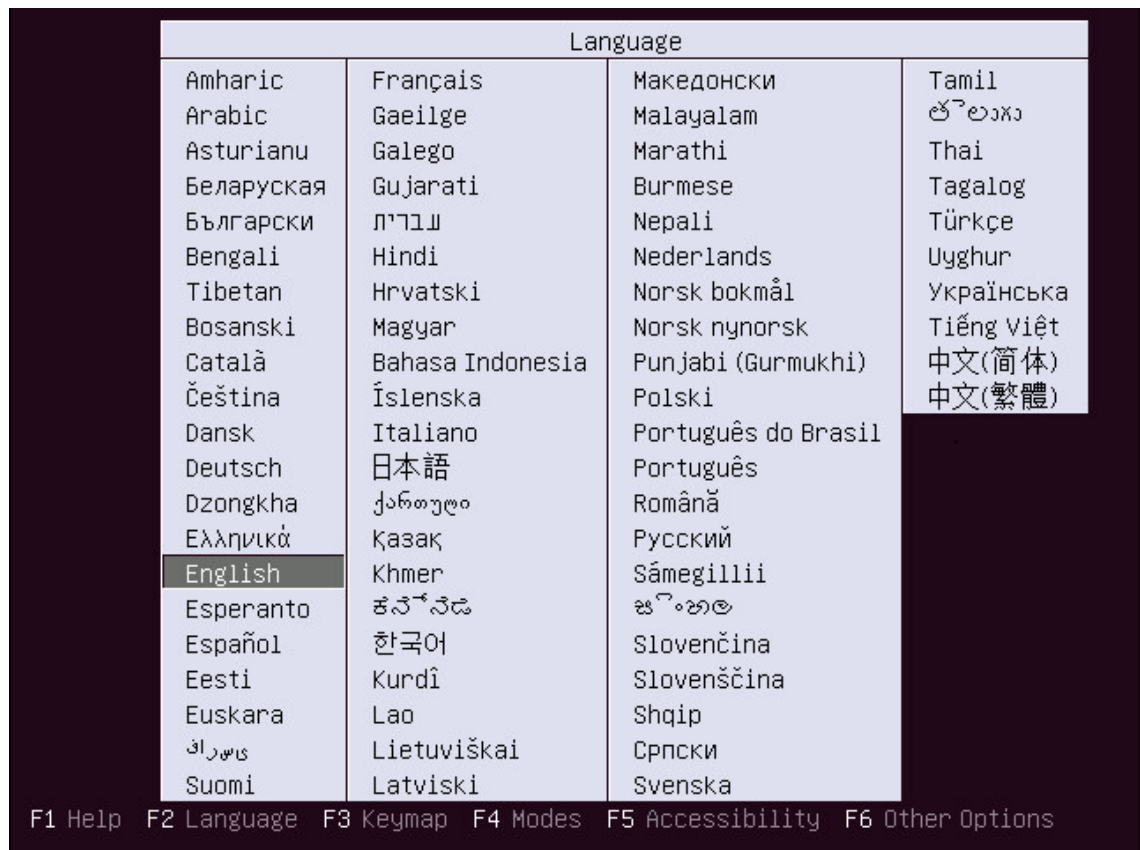 Language
Amharic
Arabic
Asturianu
Беларуская
Български
Bengali
Tibetan
Bosanski
Català
Čeština
Dansk
Deutsch
Dzongkha
Ελληνικά
English
Esperanto
Español
Eesti
Euskara
فارسی
Suomi
Français
Gaeilge
Galego
Gujarati
עברית
Hindi
Hrvatski
Magyar
Bahasa Indonesia
Íslenska
Italiano
日本語
ქართული
Қазақ
Khmer
ಕನ್ನಡ
한국어
Kurdî
Lao
Lietuviškai
Latviski
Македонски
Malayalam
Marathi
Burmese
Nepali
Nederlands
Norsk bokmål
Norsk nynorsk
Punjabi (Gurmukhi)
Polski
Português do Brasil
Português
Română
Русский
Sámegillii
සිංහල
Slovenčina
Slovenščina
Shqip
Српски
Svenska
Tamil
తెలుగు
Thai
Tagalog
Türkçe
Uyghur
Українська
Tiếng Việt
中文(简体)
中文(繁體)
F1 Help F2 Language F3 Keymap F4 Modes F5 Accessibility F6 Other Options